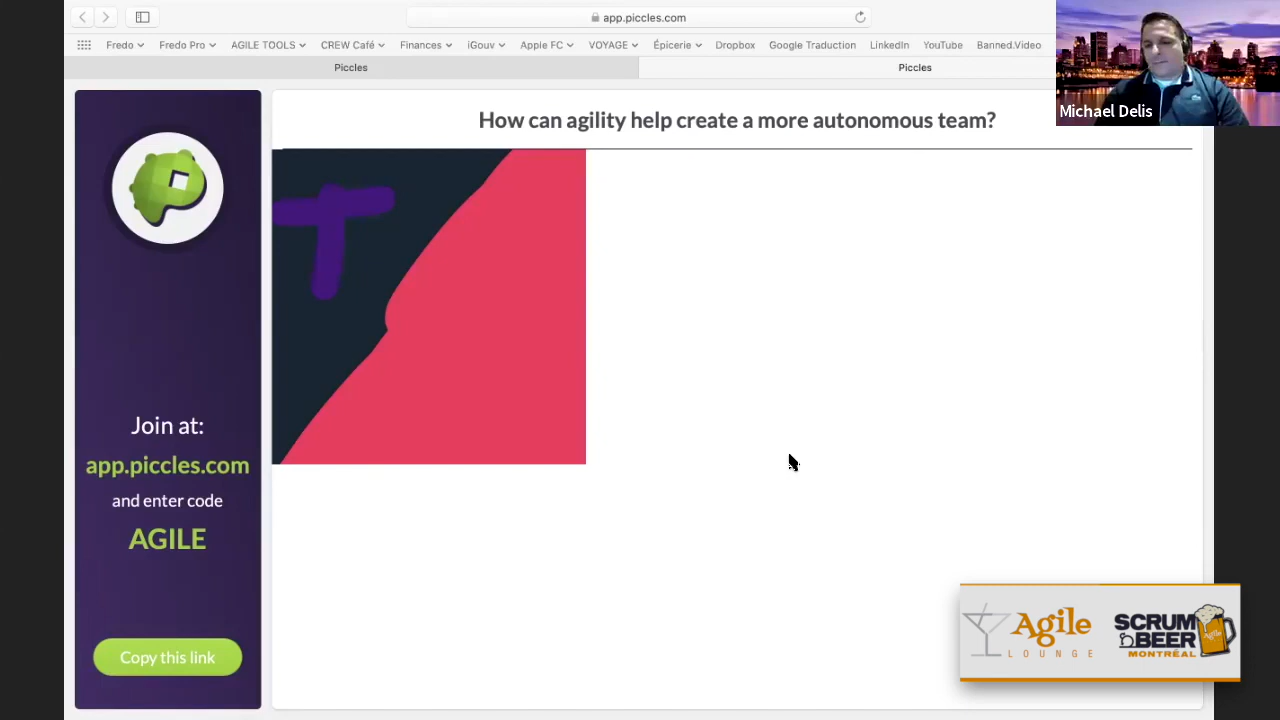 app.piccles.com
Fredo Fredo Pro AGILE TOOLS CREW Café Finances iGouv Apple FC VOYAGE Épicerie Dropbox Google Traduction LinkedIn YouTube Banned.Video
Piccles Piccles
Michael Delis
How can agility help create a more autonomous team?
T
Join at:
app.piccles.com
and enter code
AGILE
Copy this link
Agile
LOUNGE
SCRUM
& BEER
MONTRÉAL
Agile